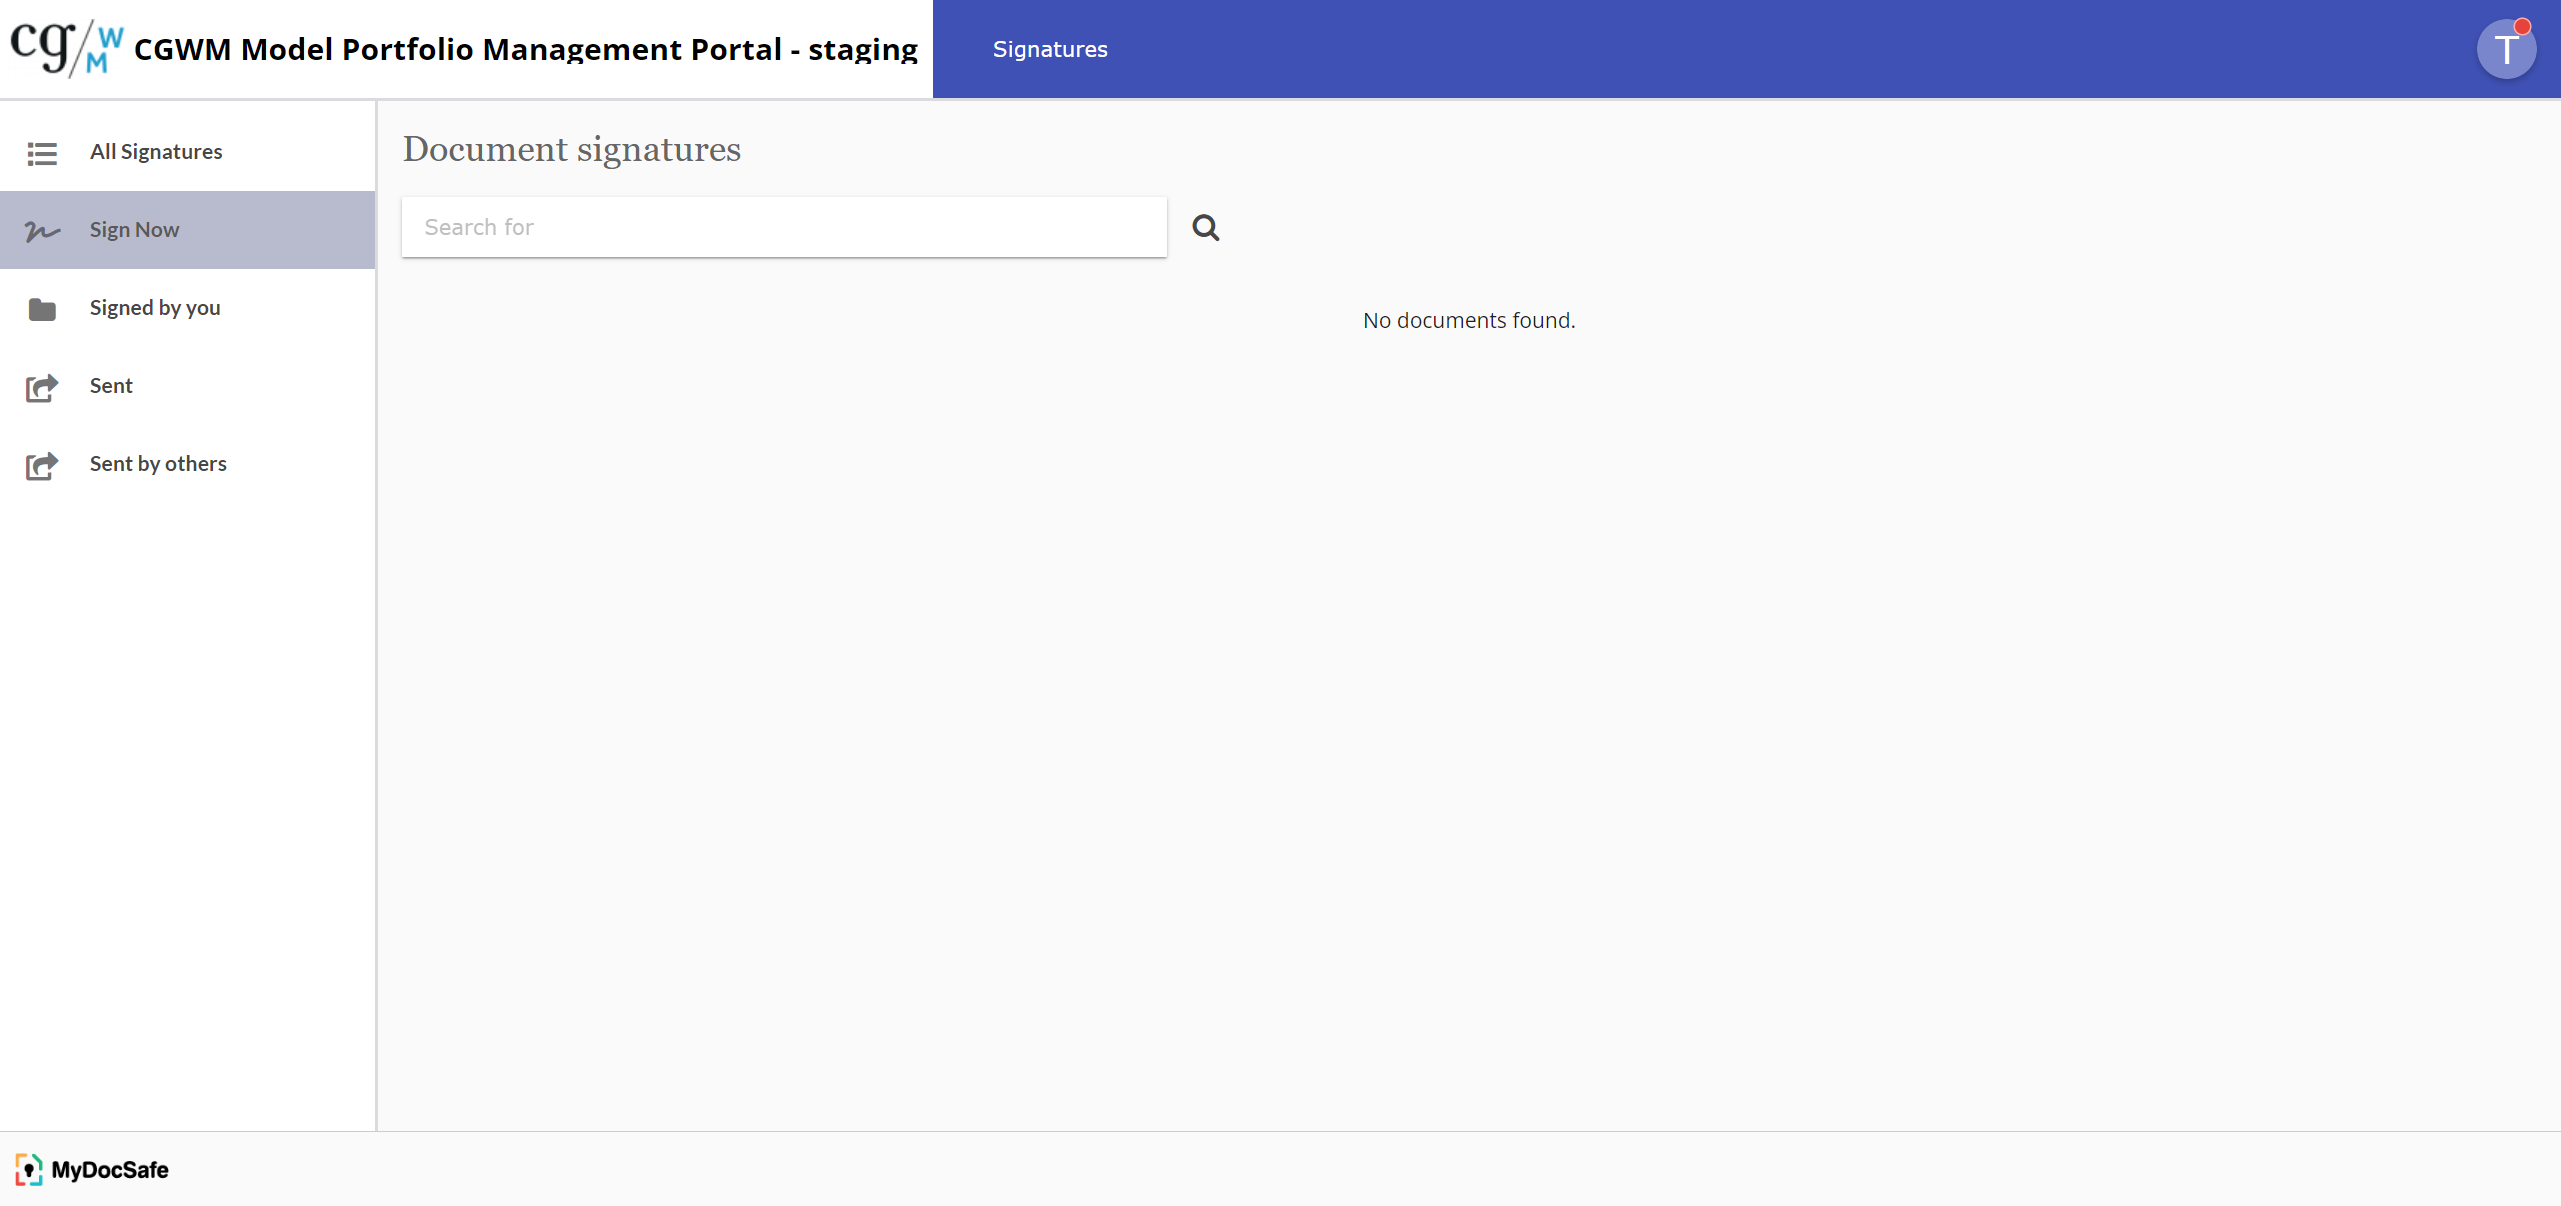 cg/WM CGWM Model Portfolio Management Portal - staging
Signatures
T
All Signatures
Sign Now
Signed by you
Sent
Sent by others
Document signatures
Search for
No documents found.
MyDocSafe